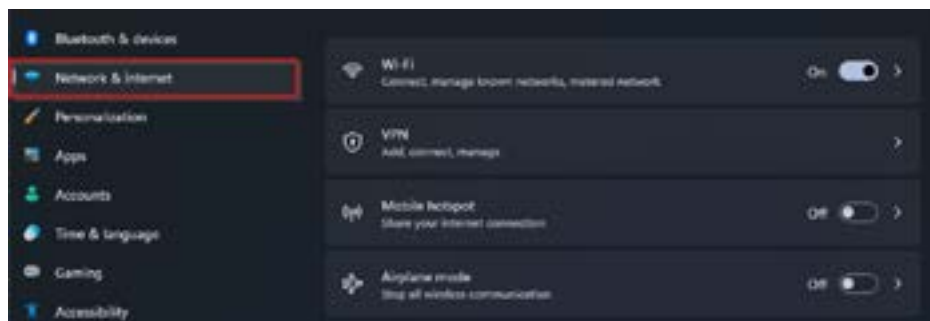 Bluetooth & devices
Network & internet
Personalization
Apps
Accounts
Time & language
Gaming
Accessibility
Wi-Fi
Connect, manage known networks, metered network
On
VPN
Add, connect, manage
Mobile hotspot
Share your internet connection
Off
Airplane mode
Stop all wireless communication
Off